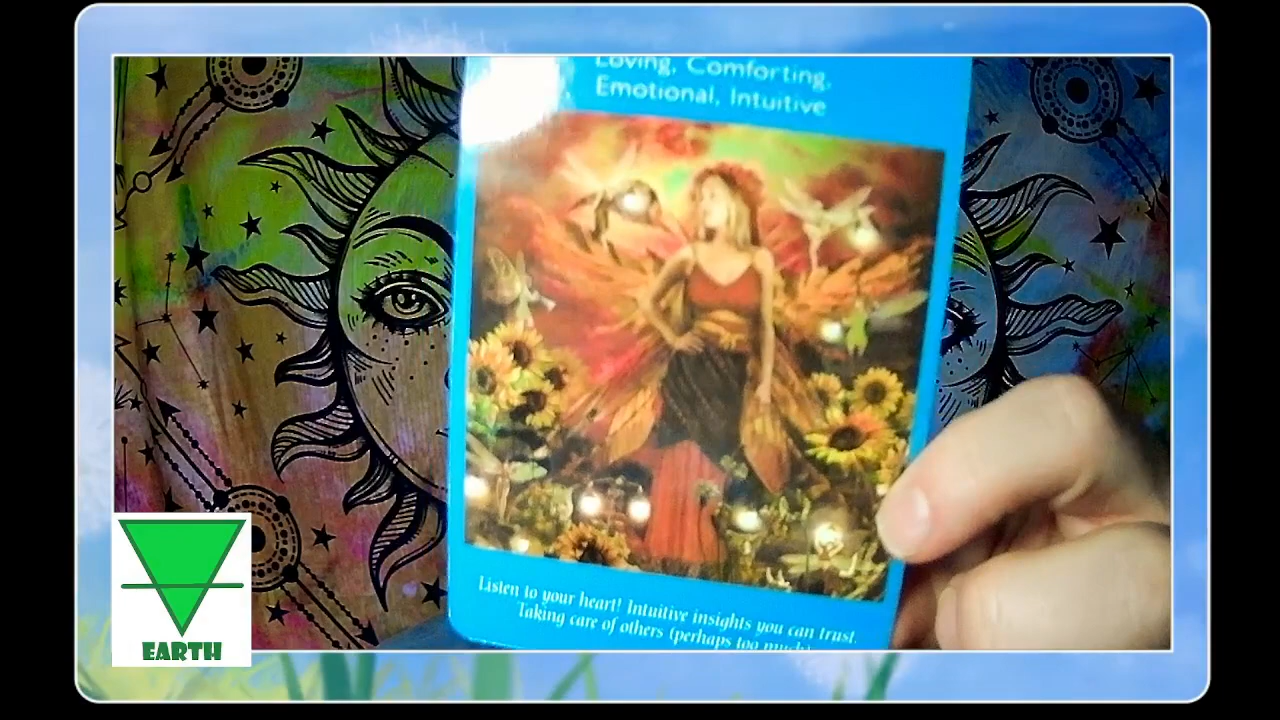 Loving, Comforting,
Emotional, Intuitive
Listen to your heart! Intuitive insights you can trust.
Taking care of others (perhaps too much)
EARTH